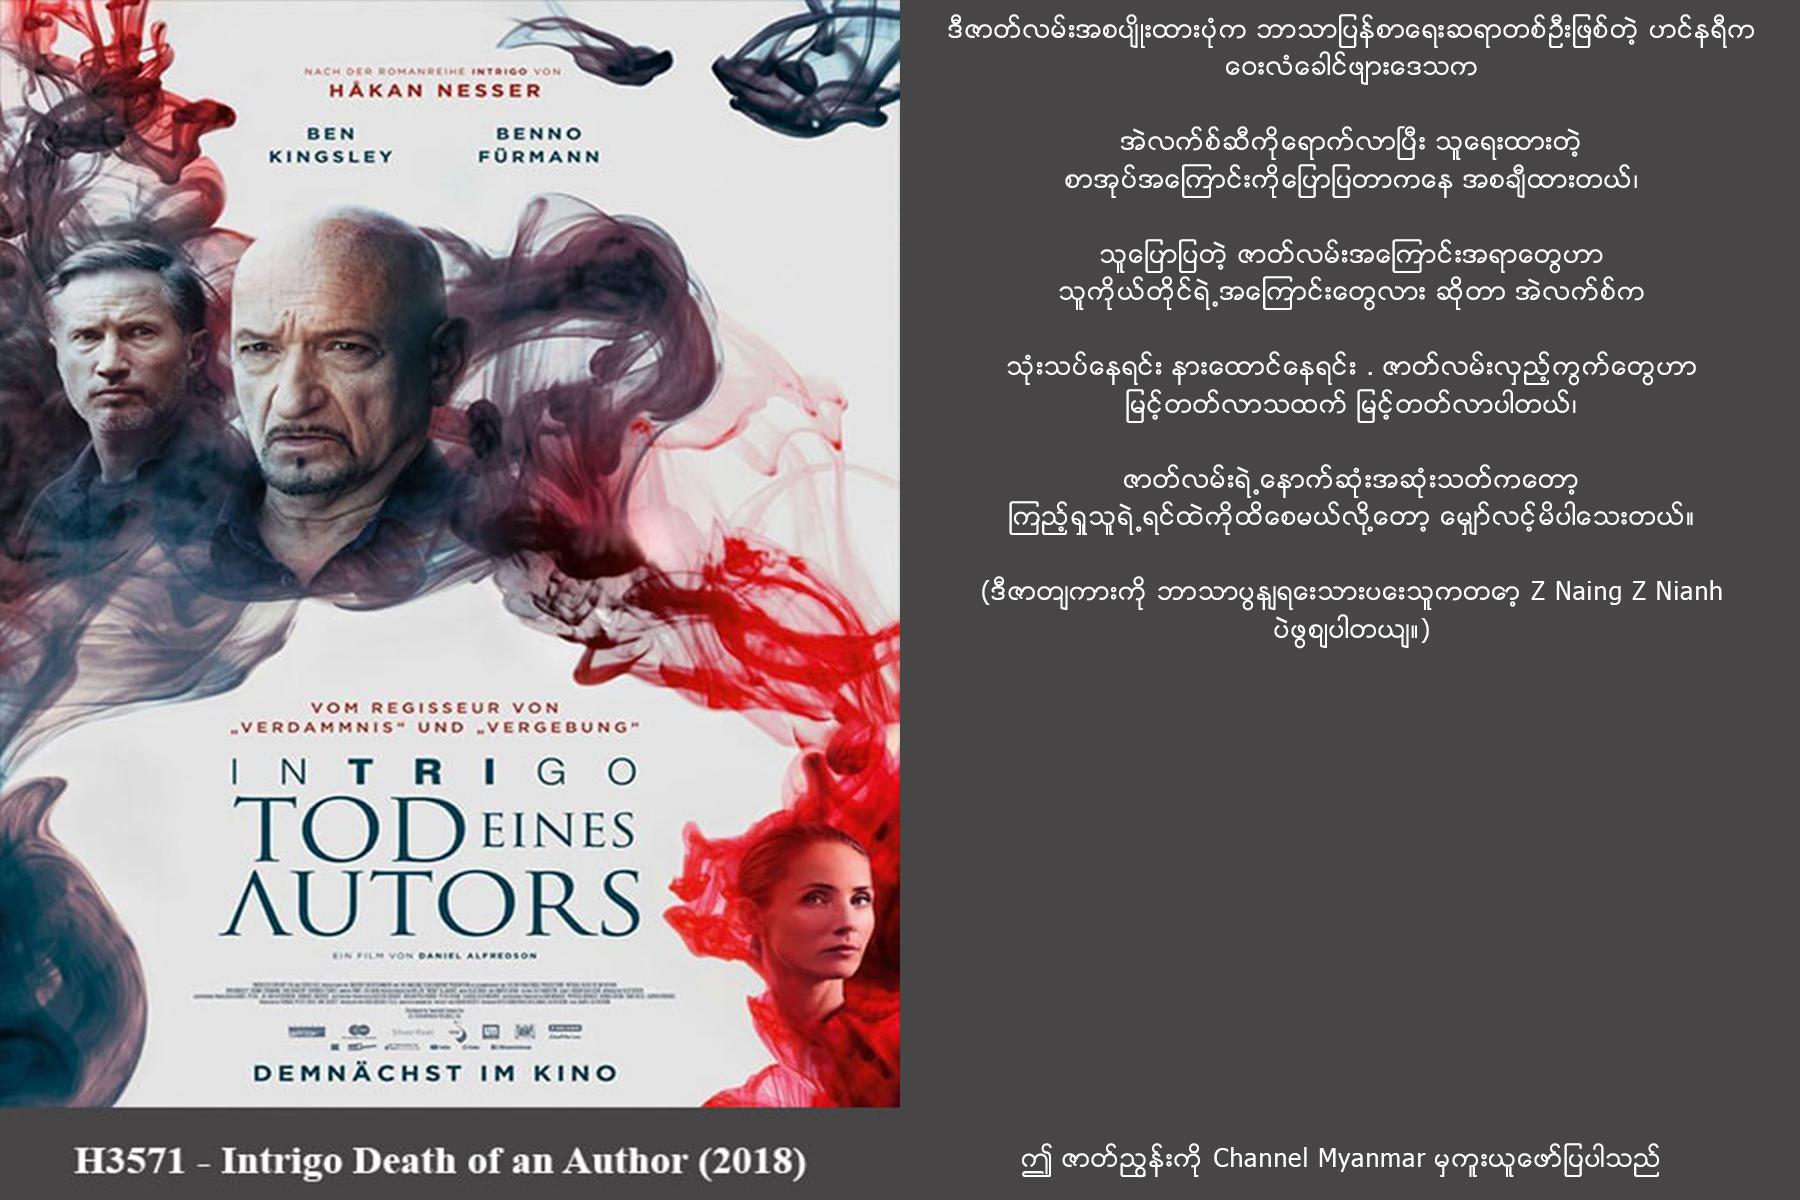 NACH DER ROMANREIHE INTRIGO VON
HÅKAN NESSER
BEN KINGSLEY
BENNO FÜRMANN
VOM REGISSEUR VON
„VERDAMMNIS“ UND „VERGEBUNG“
INTRIGO
TOD EINES
AUTORS
EIN FILM VON DANIEL ALFREDSON
DEMNÄCHST IM KINO
H3571 - Intrigo Death of an Author (2018)
ဒီဇာတ်လမ်းအစပျိုးထားပုံက ဘာသာပြန်စာရေးဆရာတစ်ဦးဖြစ်တဲ့ ဟင်နရီက
ဝေးလံခေါင်ဖျားဒေသက
အဲလက်စ်ဆီကိုရောက်လာပြီး သူရေးထားတဲ့
စာအုပ်အကြောင်းကိုပြောပြတာကနေ အစချီထားတယ်၊
သူပြောပြတဲ့ ဇာတ်လမ်းအကြောင်းအရာတွေဟာ
သူကိုယ်တိုင်ရဲ့အကြောင်းတွေလား ဆိုတာ အဲလက်စ်က
သုံးသပ်နေရင်း နားထောင်နေရင်း . ဇာတ်လမ်းလှည့်ကွက်တွေဟာ
မြင့်တတ်လာသထက် မြင့်တတ်လာပါတယ်၊
ဇာတ်လမ်းရဲ့နောက်ဆုံးအဆုံးသတ်ကတော့
ကြည့်ရှုသူရဲ့ရင်ထဲကိုထိစေမယ်လို့တော့ မျှော်လင့်မိပါသေးတယ်။
(ဒီဇာတျကားကို ဘာသာပွနျရေးသားပေးသူကတော့ Z Naing Z Nianh
ပဲဖွစျပါတယျ။)
ဤ ဇာတ်ညွှန်းကို Channel Myanmar မှကူးယူဖော်ပြပါသည်